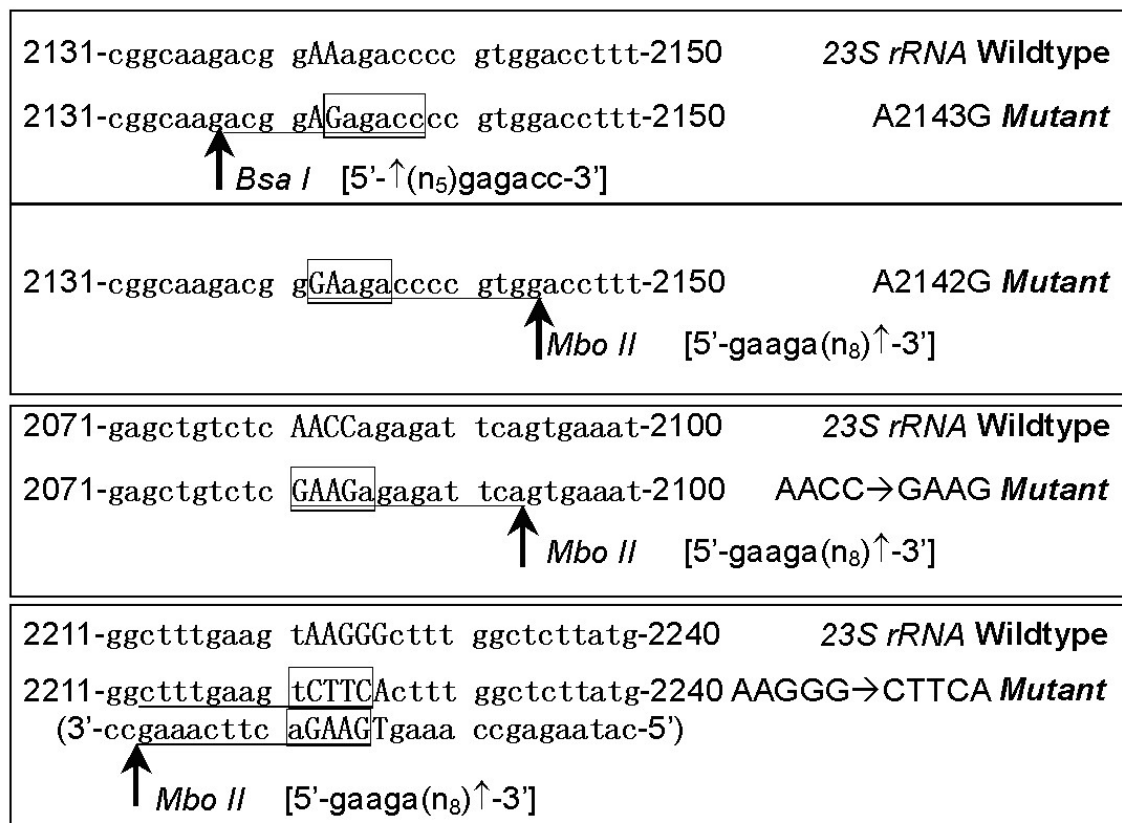 2131-cggcaagacg gAAagacccc gtggaccttt-2150 23S rRNA Wildtype
2131-cggcaagacg gAGagacccc gtggaccttt-2150 A2143G Mutant
Bsa I [5'-↑(n₅)gagacc-3']
2131-cggcaagacg gGAagacccc gtggaccttt-2150 A2142G Mutant
Mbo II [5'-gaaga(n₈)↑-3']
2071-gagctgtctc AACCagagat tcagtgaaat-2100 23S rRNA Wildtype
2071-gagctgtctc GAAGagagat tcagtgaaat-2100 AACC→GAAG Mutant
Mbo II [5'-gaaga(n₈)↑-3']
2211-ggctttgaag tAAGGGcttt ggctcttatg-2240 23S rRNA Wildtype
2211-ggctttgaag tCTTCActtt ggctcttatg-2240 AAGGG→CTTCA Mutant
(3'-ccgaaacttc aGAAGTgaaa ccgagaatac-5')
Mbo II [5'-gaaga(n₈)↑-3']